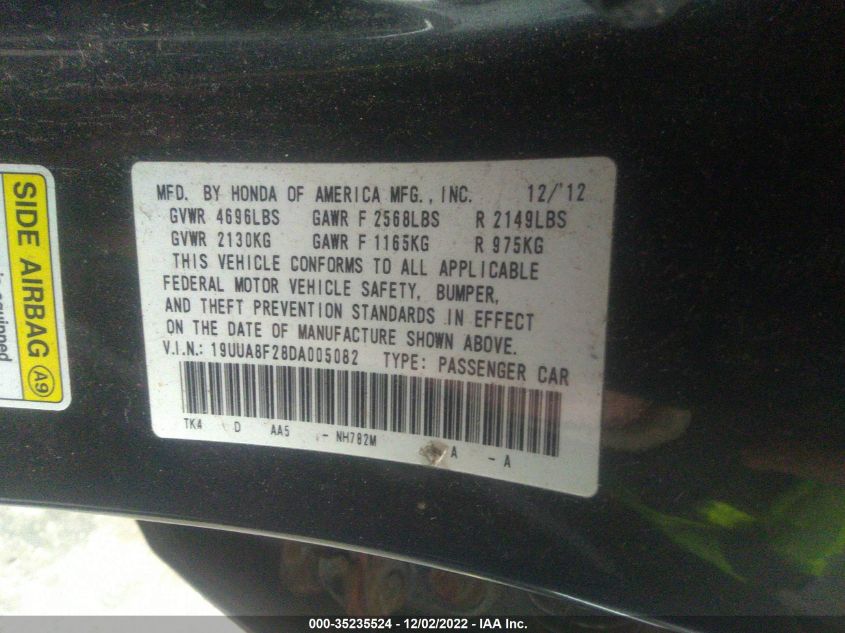 MFD. BY HONDA OF AMERICA MFG., INC. 12/'12
GVWR 4696LBS GAWR F 2568LBS R 2149LBS
GVWR 2130KG GAWR F 1165KG R 975KG
THIS VEHICLE CONFORMS TO ALL APPLICABLE
FEDERAL MOTOR VEHICLE SAFETY, BUMPER,
AND THEFT PREVENTION STANDARDS IN EFFECT
ON THE DATE OF MANUFACTURE SHOWN ABOVE.
V.I.N.: 19UUA8F28DA005082 TYPE: PASSENGER CAR
TK4 D AA5 - NH782M A - A
SIDE AIRBAG A9
equipped
000-35235524 - 12/02/2022 - IAA Inc.